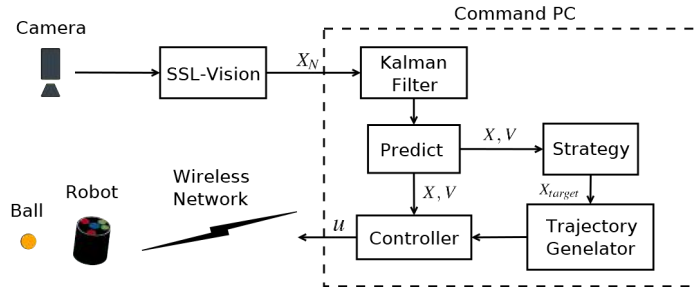 Command PC
Camera
SSL-Vision
X_N
Kalman
Filter
Predict
X, V
Strategy
X_target
X, V
Wireless
Network
Robot
Ball
u
Controller
Trajectory
Genelator